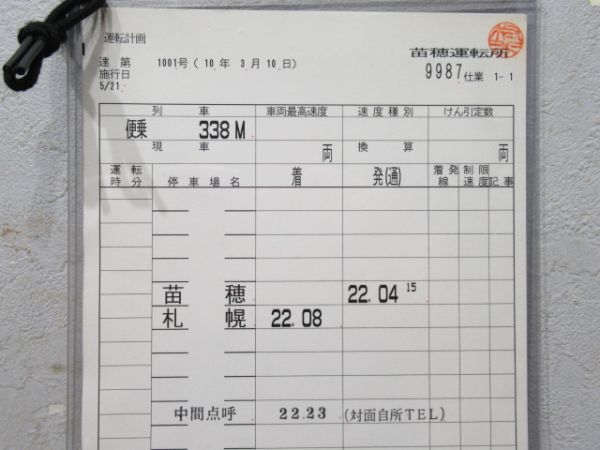 運転計画
達 第 1001号 ( 10 年 3 月 10 日 )
施行日
5/21
苗穂運転所
9987 仕業 1-1
列車 車両最高速度 速度種別 けん引定数
便乗 338M
現車 両 換算 両
運転時分 停車場名 着 発(通) 着発線 制限速度 記事
苗穂 22.04 15
札幌 22.08
中間点呼 22.23 (対面自所TEL)